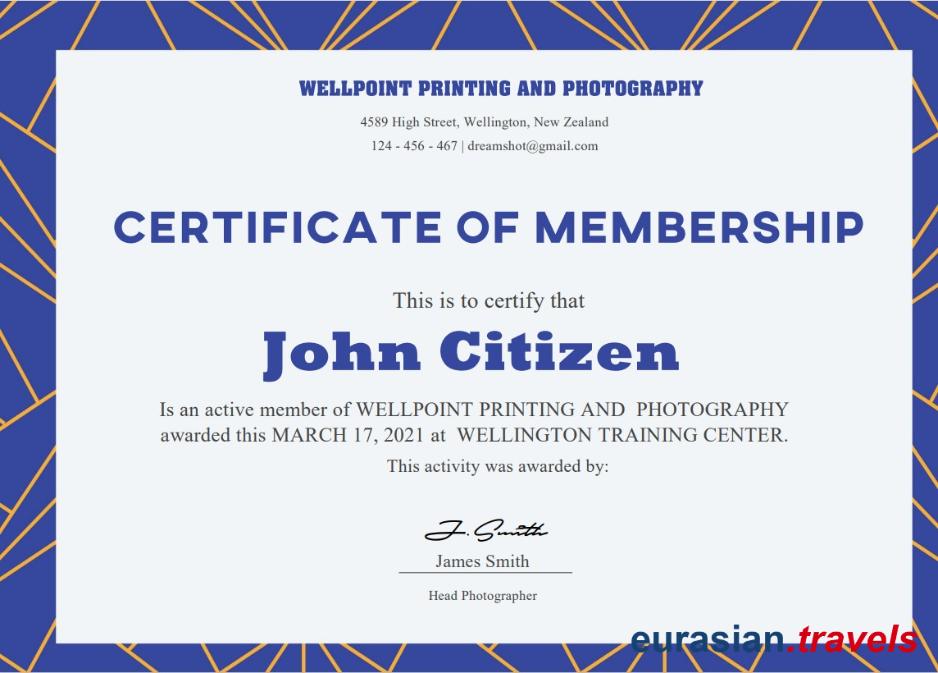 WELLPOINT PRINTING AND PHOTOGRAPHY
4589 High Street, Wellington, New Zealand
124 - 456 - 467 | dreamshot@gmail.com
CERTIFICATE OF MEMBERSHIP
This is to certify that
John Citizen
Is an active member of WELLPOINT PRINTING AND  PHOTOGRAPHY
awarded this MARCH 17, 2021 at  WELLINGTON TRAINING CENTER.
This activity was awarded by:
J. Smith
James Smith
Head Photographer
eurasian.travels